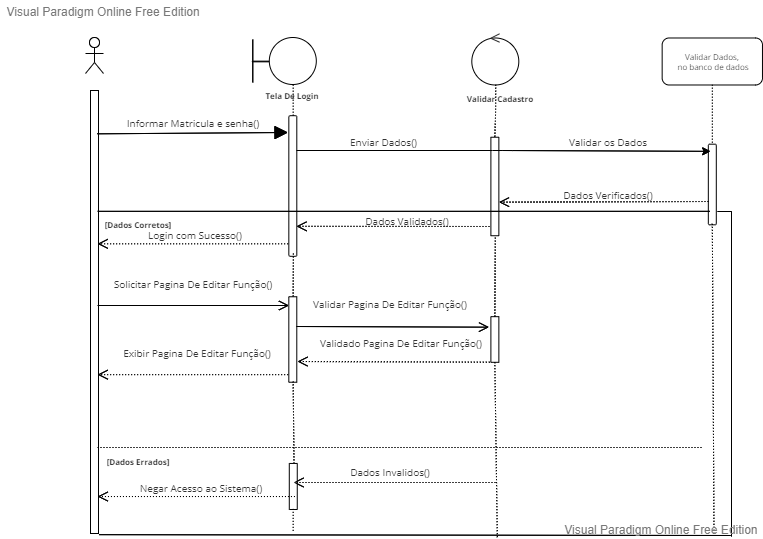 Visual Paradigm Online Free Edition
Validar Dados,
no banco de dados
Tela De Login
Validar Cadastro
Informar Matricula e senha()
Enviar Dados()
Validar os Dados
Dados Verificados()
Dados Validados()
[Dados Corretos]
Login com Sucesso()
Solicitar Pagina De Editar Função()
Validar Pagina De Editar Função()
Validado Pagina De Editar Função()
Exibir Pagina De Editar Função()
[Dados Errados]
Dados Invalidos()
Negar Acesso ao Sistema()
Visual Paradigm Online Free Edition